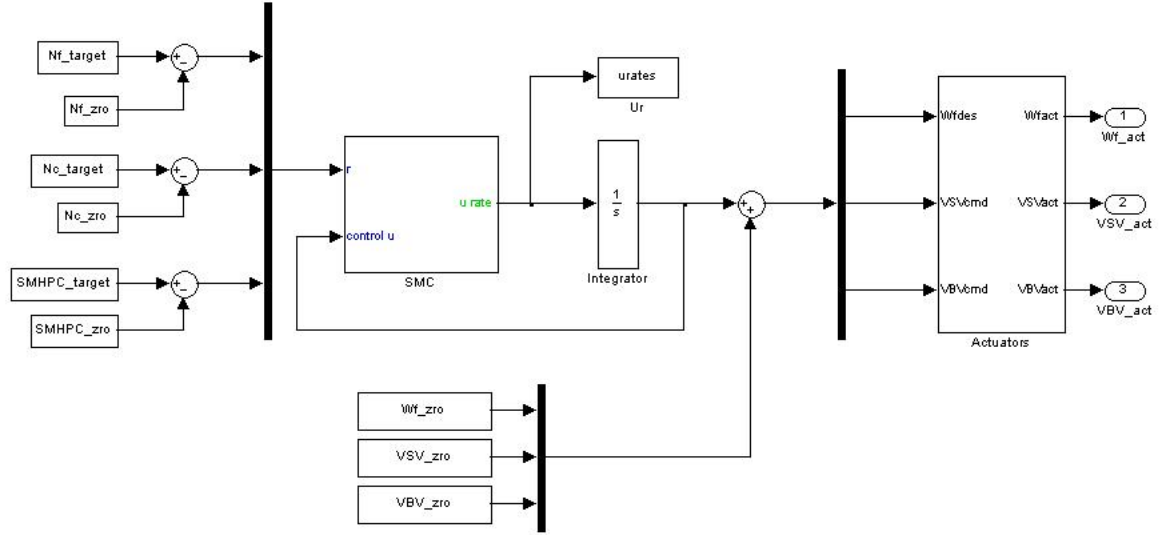 Nf_target
Nf_zro
Nc_target
Nc_zro
SMHPC_target
SMHPC_zro
r
control u
u rate
SMC
urates
Ur
1
s
Integrator
Wf_zro
VSV_zro
VBV_zro
Wfdes
VSVcmd
VBVcmd
Wfact
VSVact
VBVact
Actuators
1
Wf_act
2
VSV_act
3
VBV_act